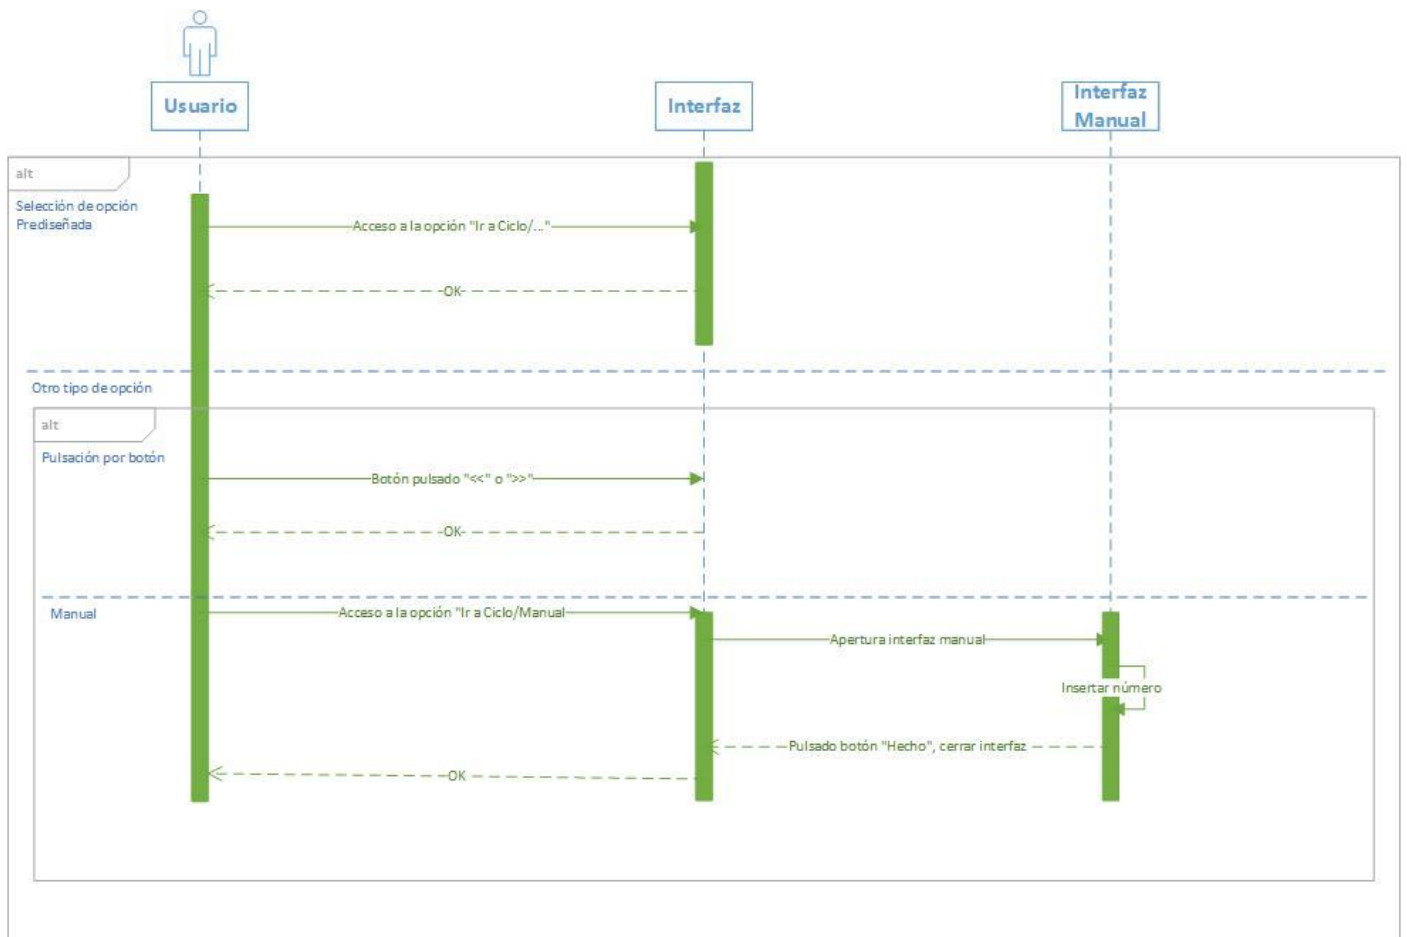 Usuario
Interfaz
Interfaz
Manual
alt
Selección de opción
Prediseñada
Acceso a la opción "Ir a Ciclo/..."
OK
Otro tipo de opción
alt
Pulsación por botón
Botón pulsado "<<" o ">>"
OK
Manual
Acceso a la opción "Ir a Ciclo/Manual
Apertura interfaz manual
Insertar número
Pulsado botón "Hecho", cerrar interfaz
OK